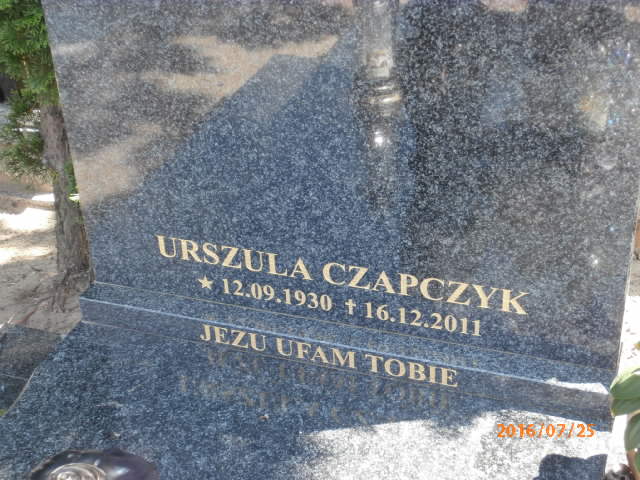 URSZULA CZAPCZYK
★ 12.09.1930 ✝ 16.12.2011
JEZU UFAM TOBIE
2016/07/25